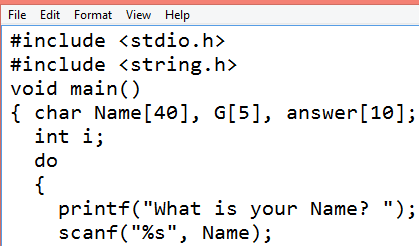 File Edit Format View Help
#include <stdio.h>
#include <string.h>
void main()
{ char Name[40], G[5], answer[10];
int i;
do
{
printf("What is your Name? ");
scanf("%s", Name);